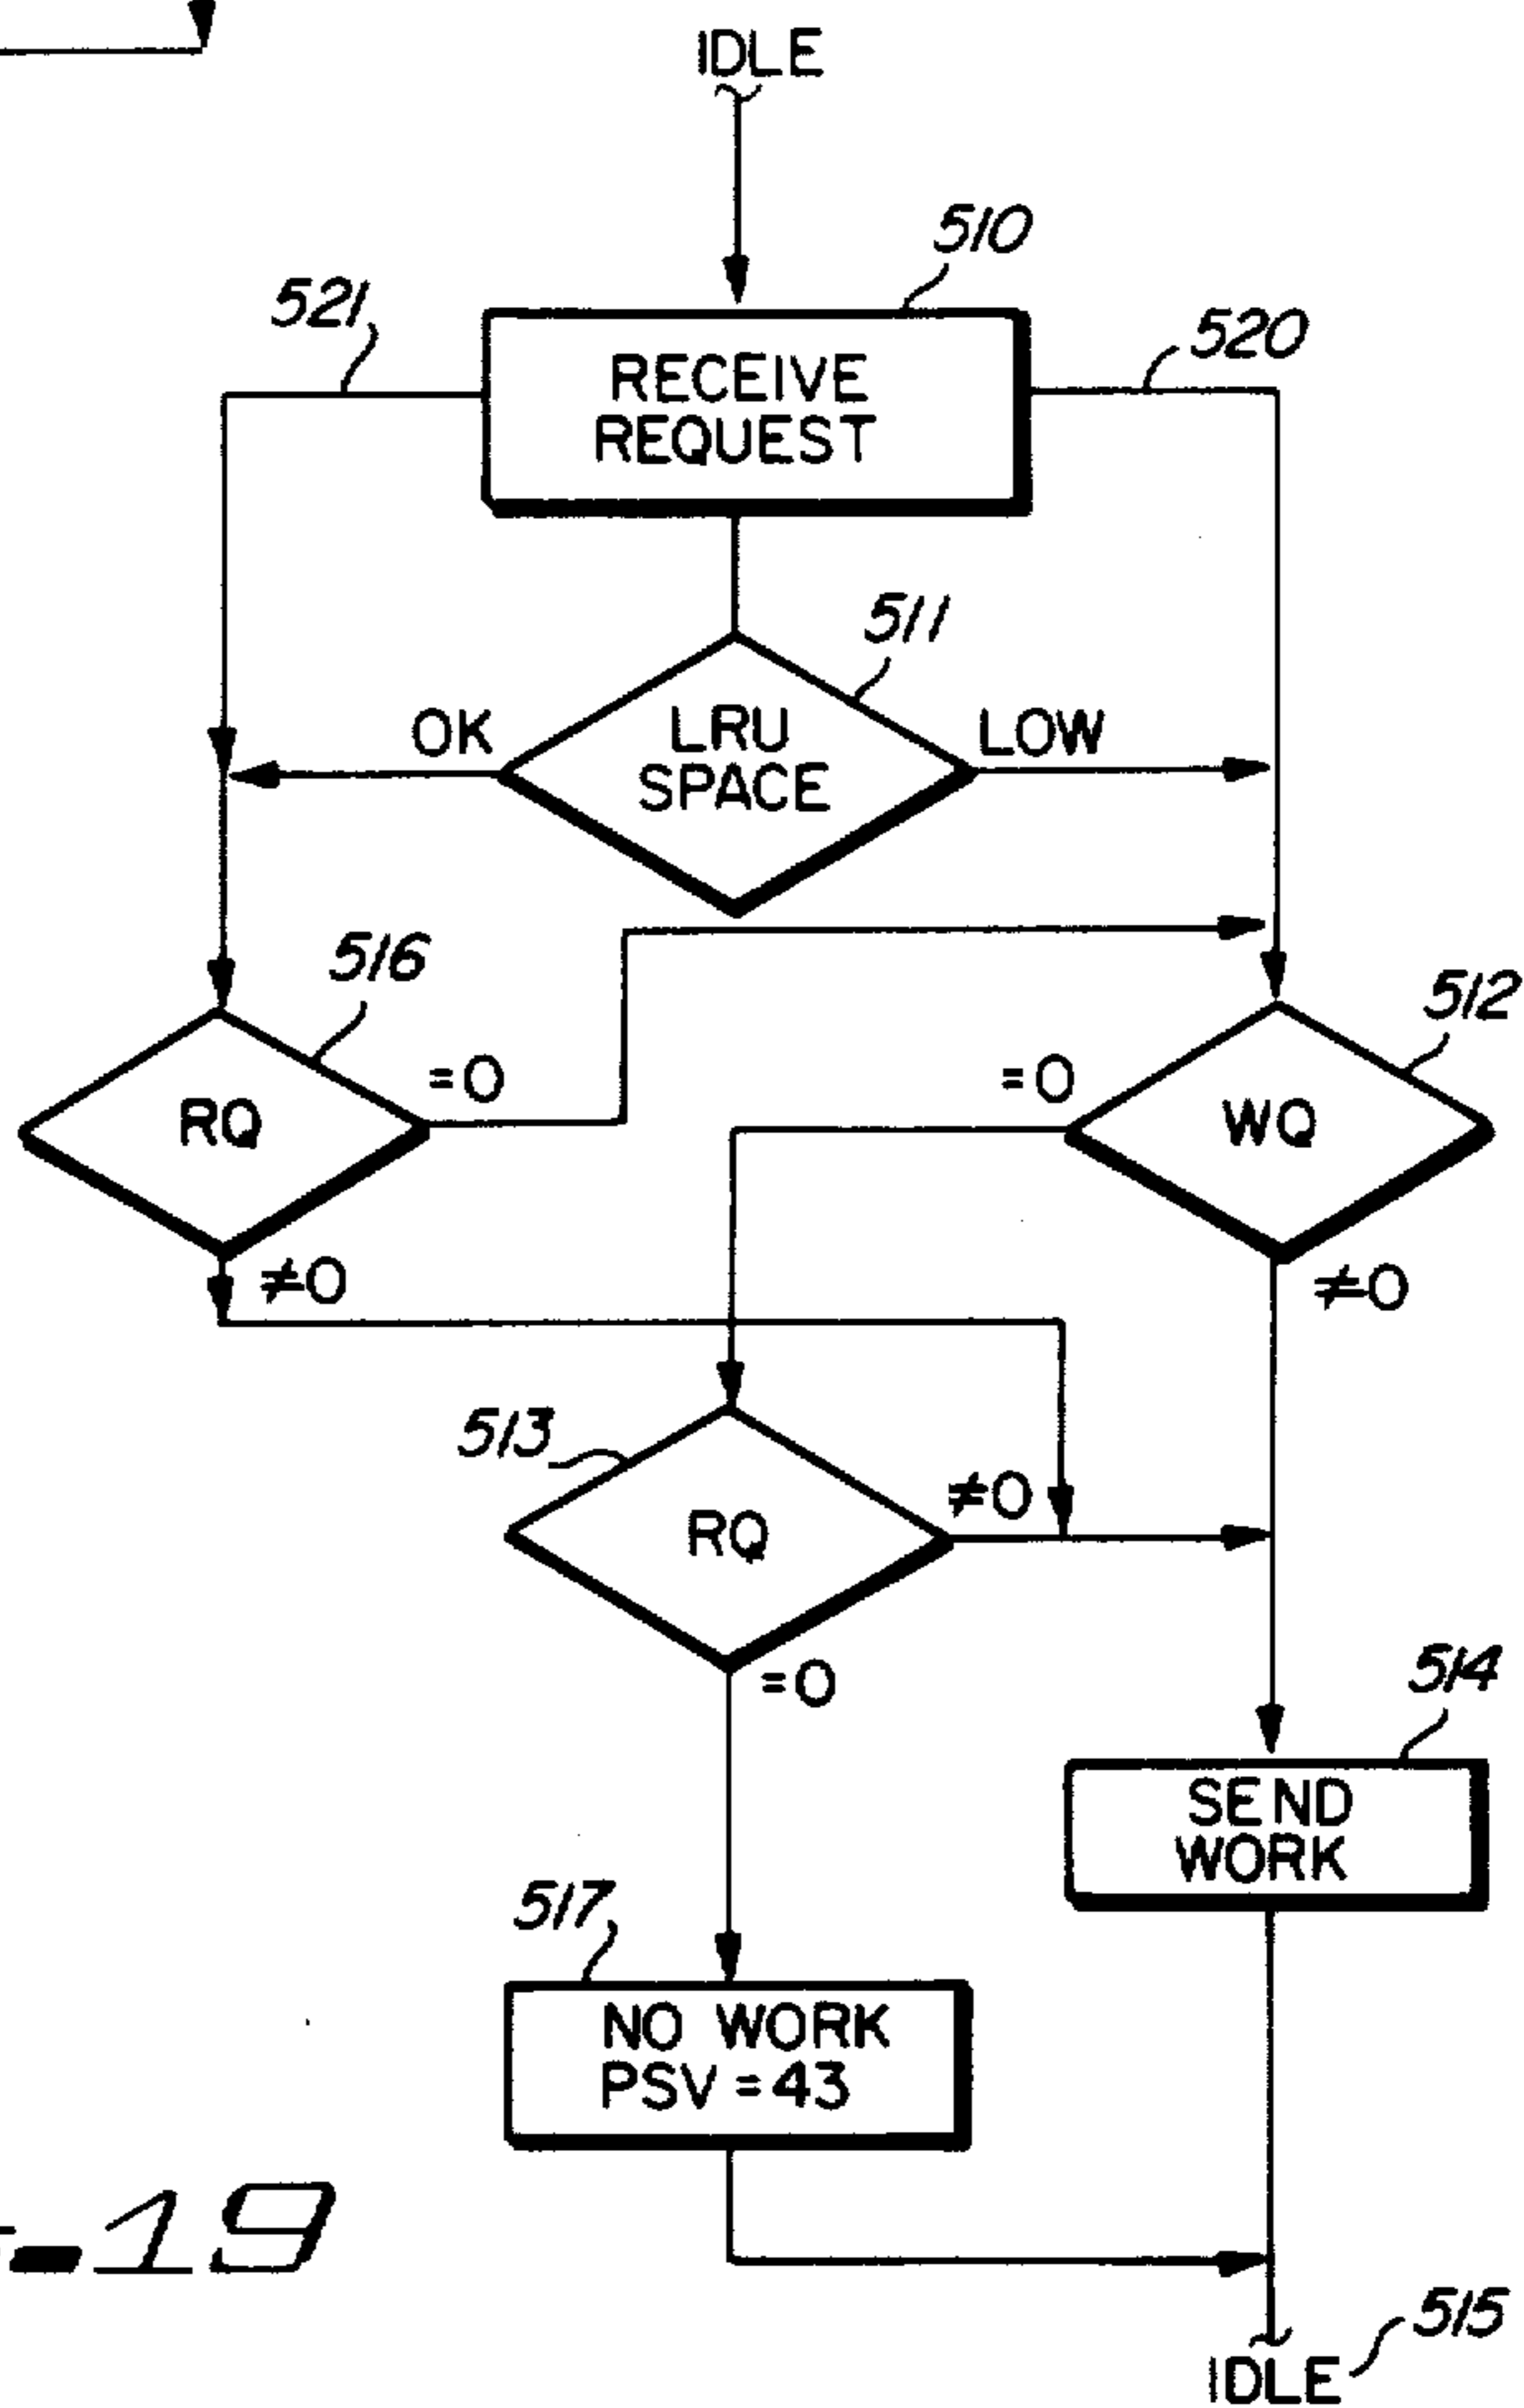 IDLE
510
521
520
RECEIVE
REQUEST
511
OK
LRU
SPACE
LOW
516
512
=0
=0
RQ
WQ
≠0
≠0
513
≠0
RQ
=0
514
SEND
WORK
517
NO WORK
PSV=43
-19
515
IDLE